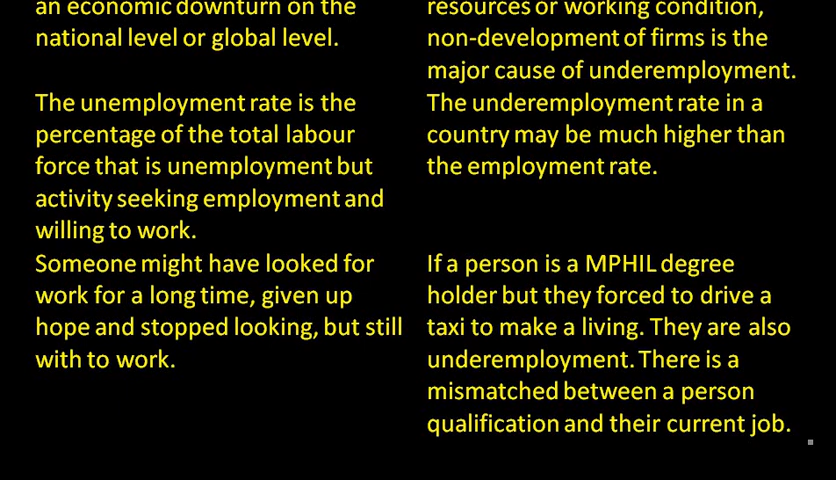 an economic downturn on the
national level or global level.
The unemployment rate is the
percentage of the total labour
force that is unemployment but
activity seeking employment and
willing to work.
Someone might have looked for
work for a long time, given up
hope and stopped looking, but still
with to work.
resources or working condition,
non-development of firms is the
major cause of underemployment.
The underemployment rate in a
country may be much higher than
the employment rate.
If a person is a MPHIL degree
holder but they forced to drive a
taxi to make a living. They are also
underemployment. There is a
mismatched between a person
qualification and their current job.